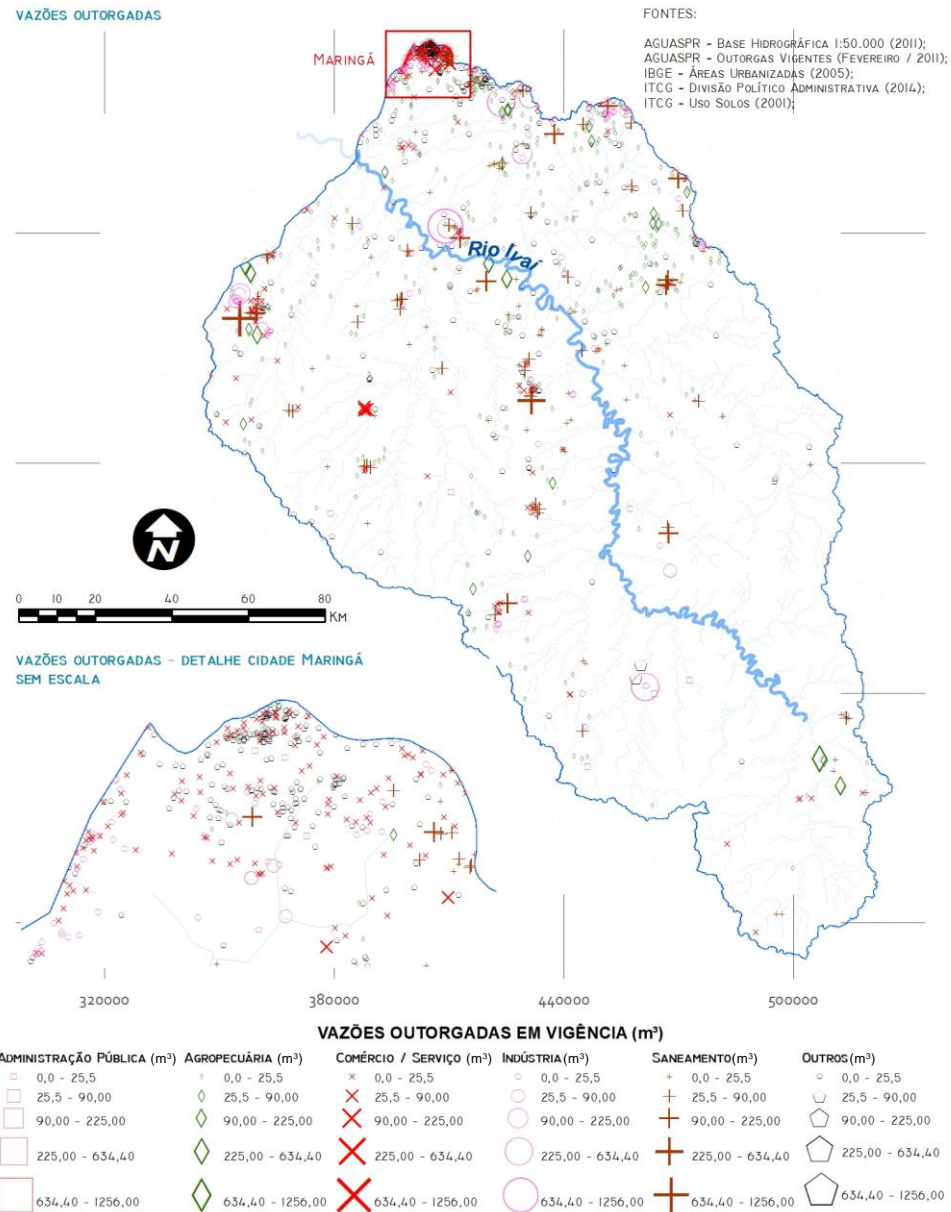 VAZÕES OUTORGADAS
FONTES:
AGUASPR - BASE HIDROGRÁFICA 1:50.000 (2011);
AGUASPR - OUTORGAS VIGENTES (FEVEREIRO / 2011);
IBGE - ÁREAS URBANIZADAS (2005);
ITCG - DIVISÃO POLÍTICO ADMINISTRATIVA (2014);
ITCG - USO SOLOS (2001);
MARINGÁ
Rio Ivaí
N
0 10 20 40 60 80
KM
VAZÕES OUTORGADAS - DETALHE CIDADE MARINGÁ
SEM ESCALA
320000 380000 440000 500000
VAZÕES OUTORGADAS EM VIGÊNCIA (m³)
ADMINISTRAÇÃO PÚBLICA (m³) AGROPECUÁRIA (m³) COMÉRCIO / SERVIÇO (m³) INDÚSTRIA(m³) SANEAMENTO(m³) OUTROS(m³)
0,0 - 25,5 0,0 - 25,5 0,0 - 25,5 0,0 - 25,5 0,0 - 25,5 0,0 - 25,5
25,5 - 90,00 25,5 - 90,00 25,5 - 90,00 25,5 - 90,00 25,5 - 90,00 25,5 - 90,00
90,00 - 225,00 90,00 - 225,00 90,00 - 225,00 90,00 - 225,00 90,00 - 225,00 90,00 - 225,00
225,00 - 634,40 225,00 - 634,40 225,00 - 634,40 225,00 - 634,40 225,00 - 634,40 225,00 - 634,40
634,40 - 1256,00 634,40 - 1256,00 634,40 - 1256,00 634,40 - 1256,00 634,40 - 1256,00 634,40 - 1256,00